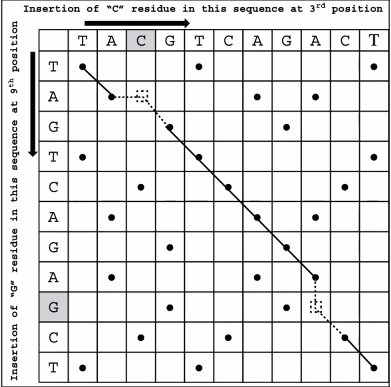 Insertion of "C" residue in this sequence at 3rd position
Insertion of "G" residue in this sequence at 9th position
T A C G T C A G A C T
T
A
G
T
C
A
G
A
G
C
T